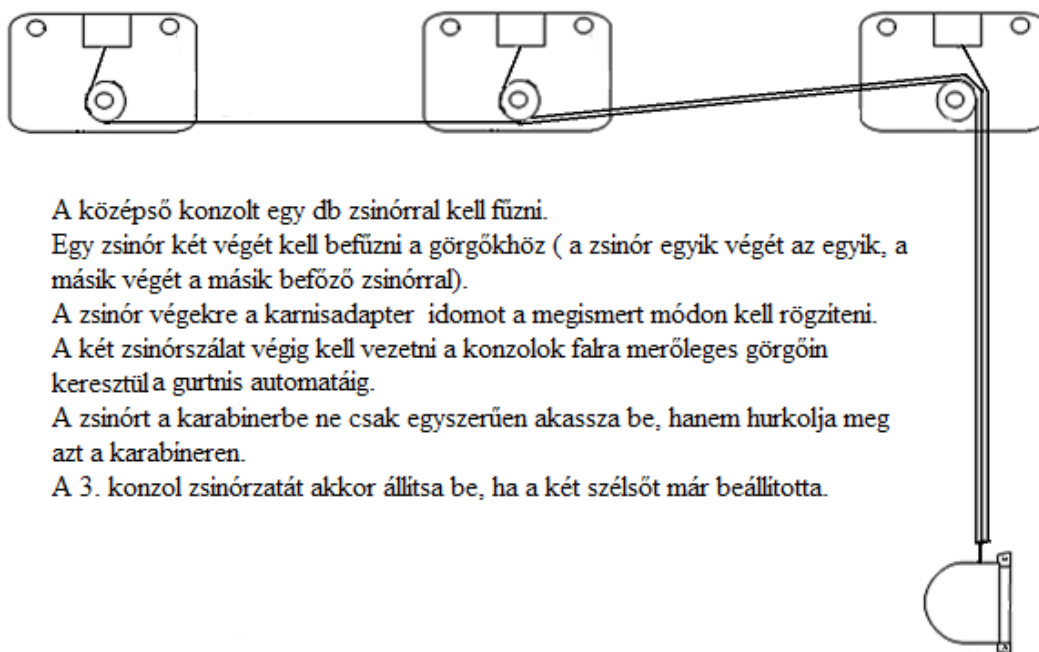 A középső konzolt egy db zsinórral kell fűzni.
Egy zsinór két végét kell befűzni a görgőkhöz ( a zsinór egyik végét az egyik, a
másik végét a másik befőző zsinórral).
A zsinór végekre a karnisadapter idomot a megismert módon kell rögzíteni.
A két zsinórszálat végig kell vezetni a konzolok falra merőleges görgőin
keresztül a gurtnis automatáig.
A zsinórt a karabinerbe ne csak egyszerűen akassza be, hanem hurkolja meg
azt a karabineren.
A 3. konzol zsinórzatát akkor állítsa be, ha a két szélsőt már beállította.